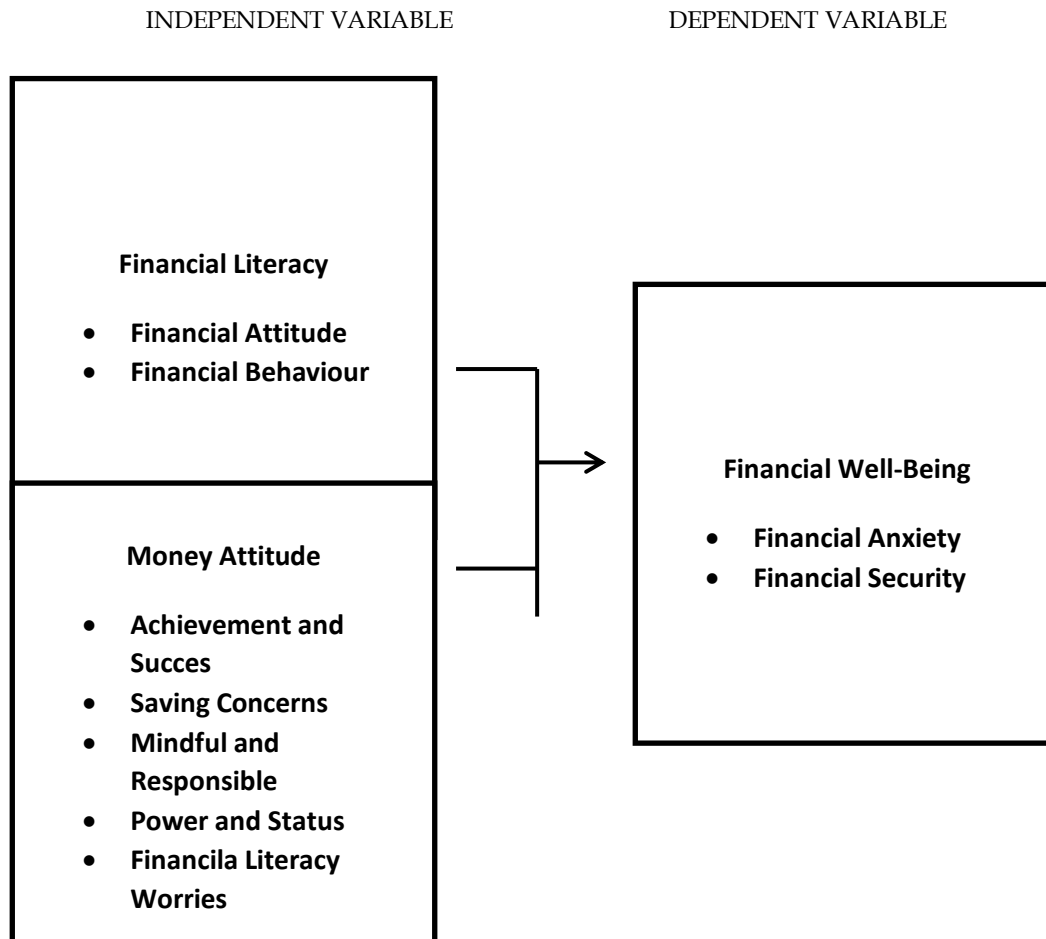 INDEPENDENT VARIABLE
DEPENDENT VARIABLE
Financial Literacy
• Financial Attitude
• Financial Behaviour
Money Attitude
• Achievement and
Succes
• Saving Concerns
• Mindful and
Responsible
• Power and Status
• Financila Literacy
Worries
Financial Well-Being
• Financial Anxiety
• Financial Security